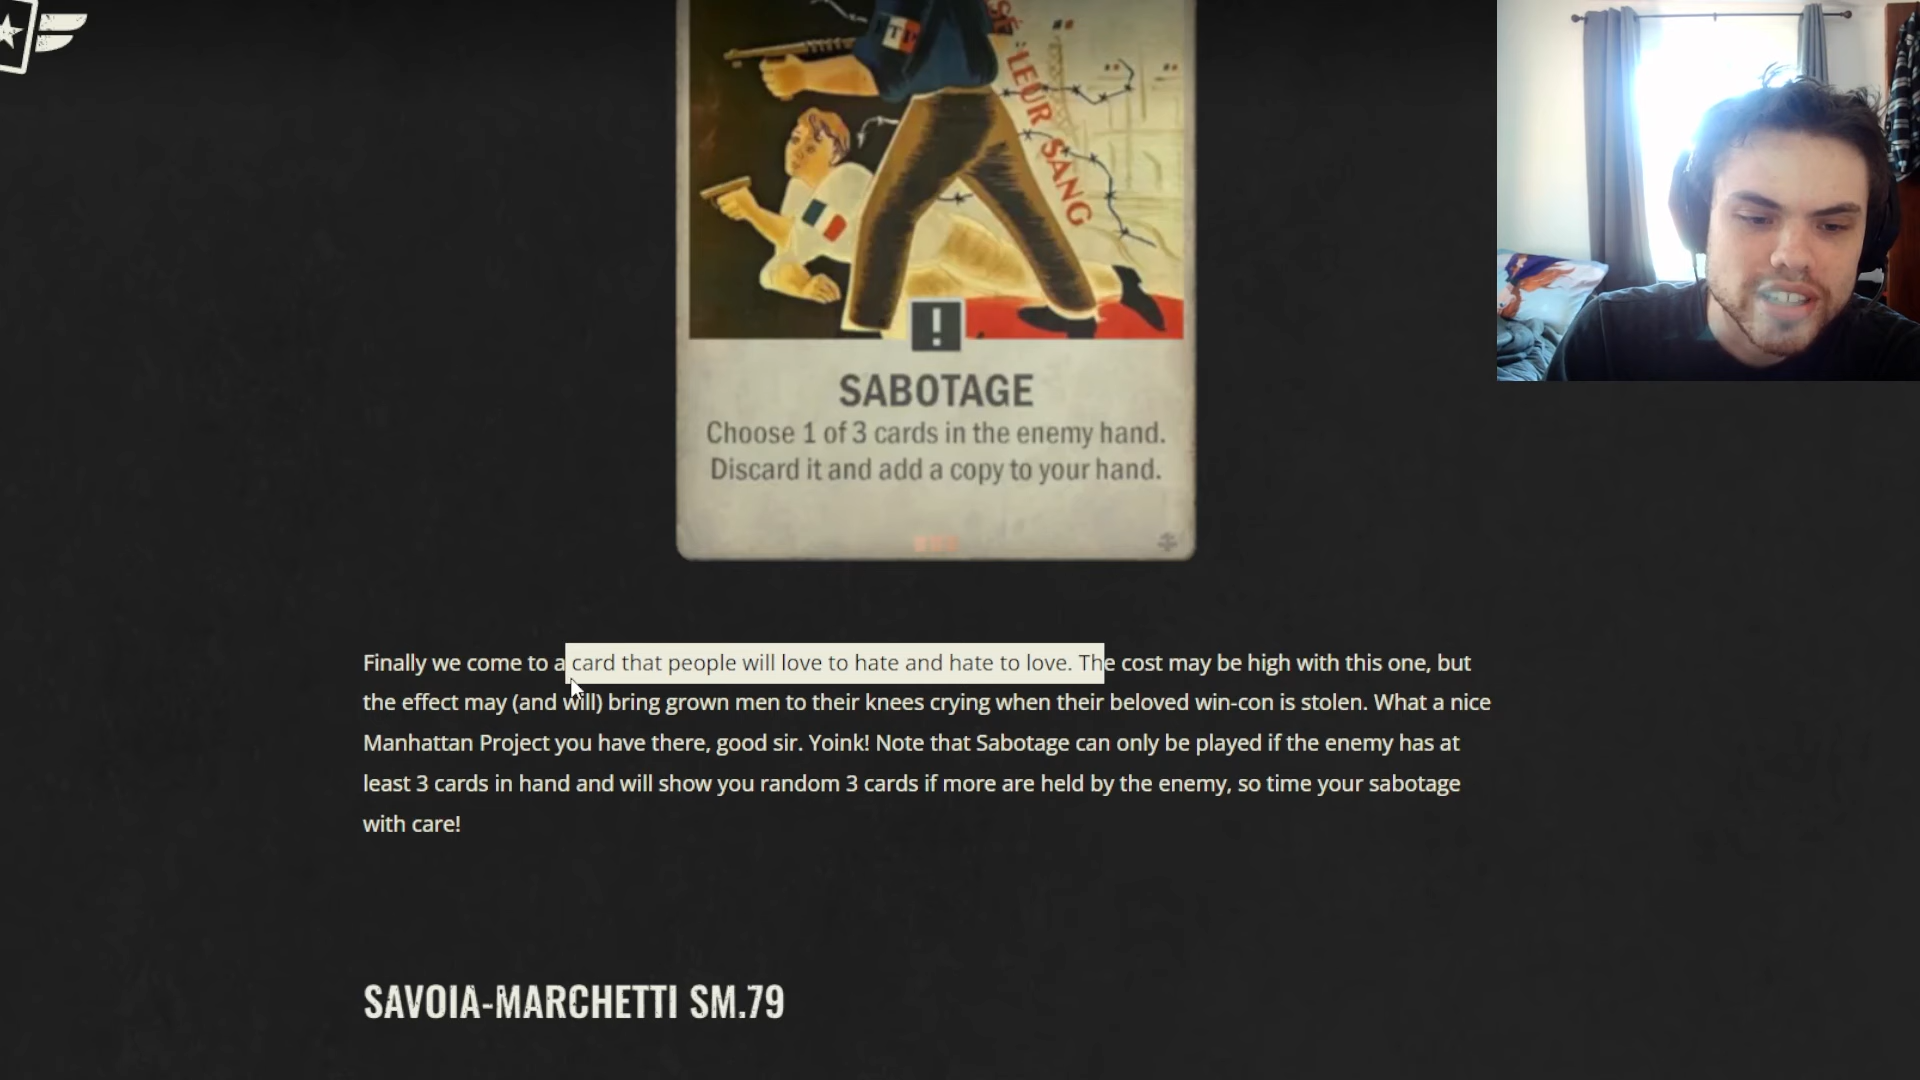 FTP
SÉ
LEUR
SANG
!
SABOTAGE
Choose 1 of 3 cards in the enemy hand.
Discard it and add a copy to your hand.
Finally we come to a card that people will love to hate and hate to love. The cost may be high with this one, but
the effect may (and will) bring grown men to their knees crying when their beloved win-con is stolen. What a nice
Manhattan Project you have there, good sir. Yoink! Note that Sabotage can only be played if the enemy has at
least 3 cards in hand and will show you random 3 cards if more are held by the enemy, so time your sabotage
with care!
SAVOIA-MARCHETTI SM.79